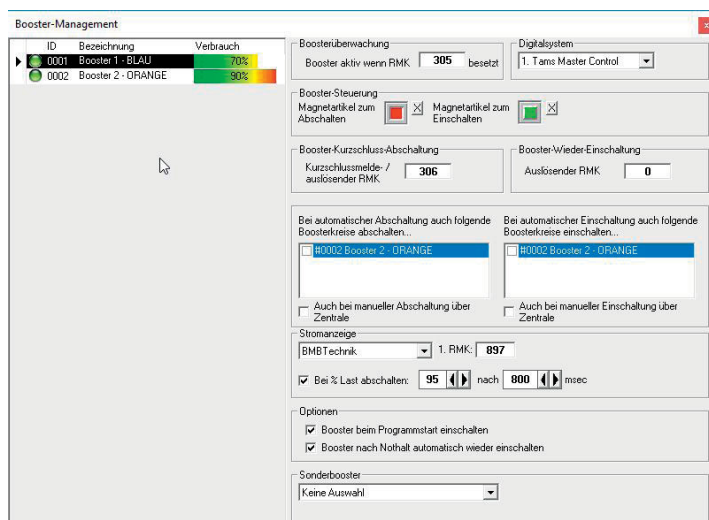 Booster-Management
x
ID Bezeichnung Verbrauch
0001 Booster 1 - BLAU 70%
0002 Booster 2 - ORANGE 90%
Boosterüberwachung
Booster aktiv wenn RMK 305 besetzt
Digitalsystem
1. Tams Master Control
Booster-Steuerung
Magnetartikel zum
Abschalten
X
Magnetartikel zum
Einschalten
X
Booster-Kurzschluss-Abschaltung
Kurzschlussmelde- /
auslösender RMK
306
Booster-Wieder-Einschaltung
Auslösender RMK 0
Bei automatischer Abschaltung auch folgende
Boosterkreise abschalten...
#0002 Booster 2 - ORANGE
Auch bei manueller Abschaltung über
Zentrale
Bei automatischer Einschaltung auch folgende
Boosterkreise einschalten...
#0002 Booster 2 - ORANGE
Auch bei manueller Einschaltung über
Zentrale
Stromanzeige
BMBTechnik 1. RMK: 897
Bei % Last abschalten: 95 nach 800 msec
Optionen
Booster beim Programmstart einschalten
Booster nach Nothalt automatisch wieder einschalten
Sonderbooster
Keine Auswahl